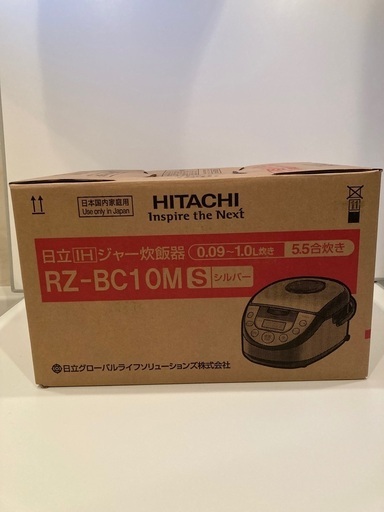 日本国内家庭用
Use only in Japan
HITACHI
Inspire the Next
日立IHジャー炊飯器 0.09~1.0L炊き 5.5合炊き
RZ-BC10M S シルバー
日立グローバルライフソリューションズ株式会社